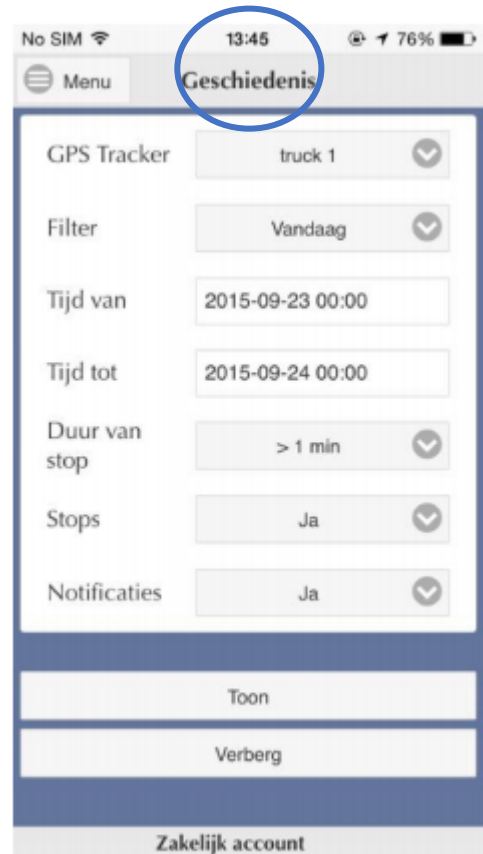 No SIM 13:45 76%
Menu Geschiedenis
GPS Tracker truck 1
Filter Vandaag
Tijd van 2015-09-23 00:00
Tijd tot 2015-09-24 00:00
Duur van
stop > 1 min
Stops Ja
Notificaties Ja
Toon
Verberg
Zakelijk account